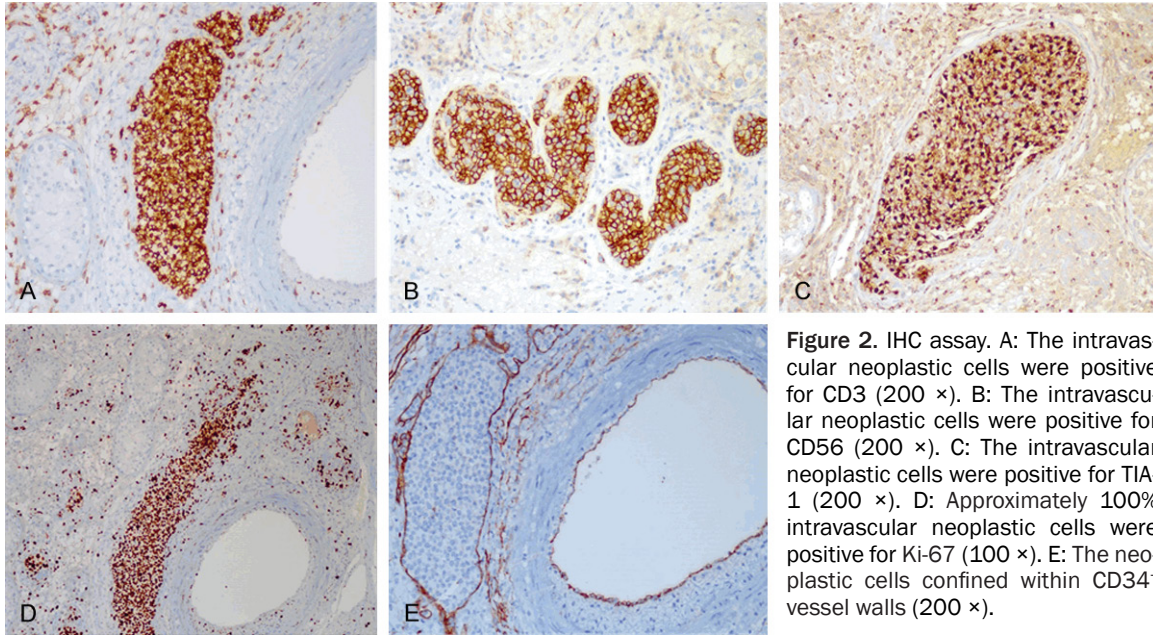 A
B
C
D
E
Figure 2. IHC assay. A: The intravas-
cular neoplastic cells were positive
for CD3 (200 ×). B: The intravascu-
lar neoplastic cells were positive for
CD56 (200 ×). C: The intravascular
neoplastic cells were positive for TIA-
1 (200 ×). D: Approximately 100%
intravascular neoplastic cells were
positive for Ki-67 (100 ×). E: The neo-
plastic cells confined within CD34⁺
vessel walls (200 ×).